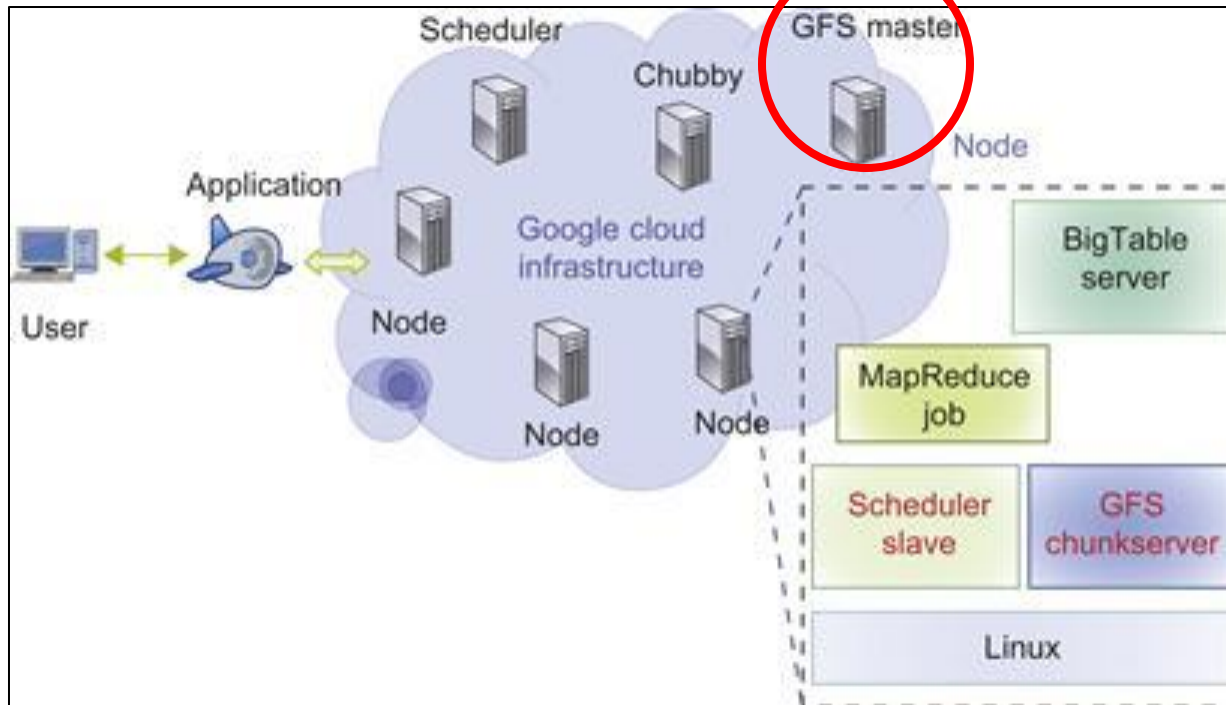 Scheduler
GFS master
Chubby
Node
Application
Google cloud
infrastructure
User
Node
Node
Node
BigTable
server
MapReduce
job
Scheduler
slave
GFS
chunkserver
Linux